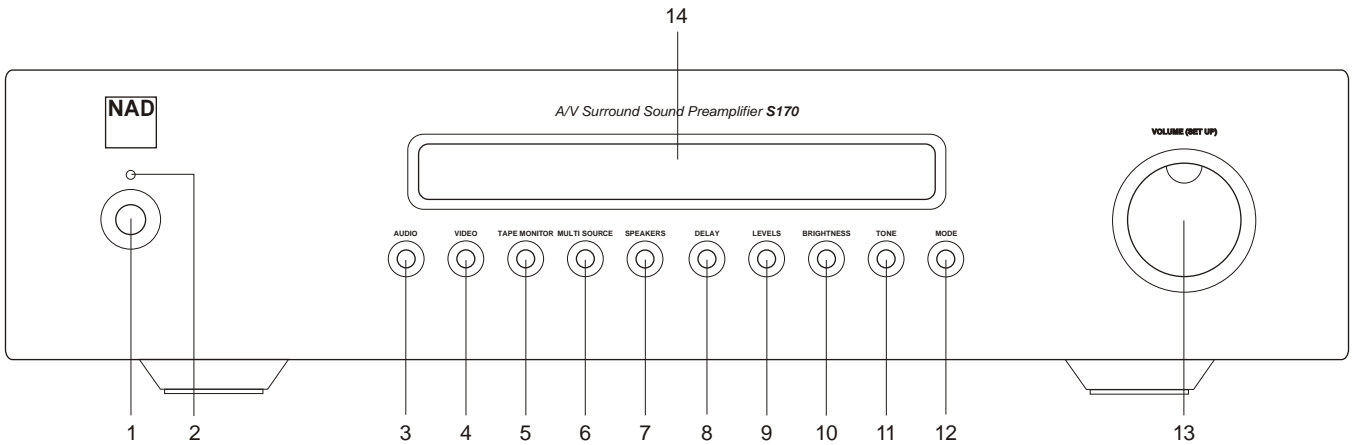 14
NAD
A/V Surround Sound Preamplifier S170
VOLUME (SET UP)
AUDIO VIDEO TAPE MONITOR MULTI SOURCE SPEAKERS DELAY LEVELS BRIGHTNESS TONE MODE
1 2 3 4 5 6 7 8 9 10 11 12 13